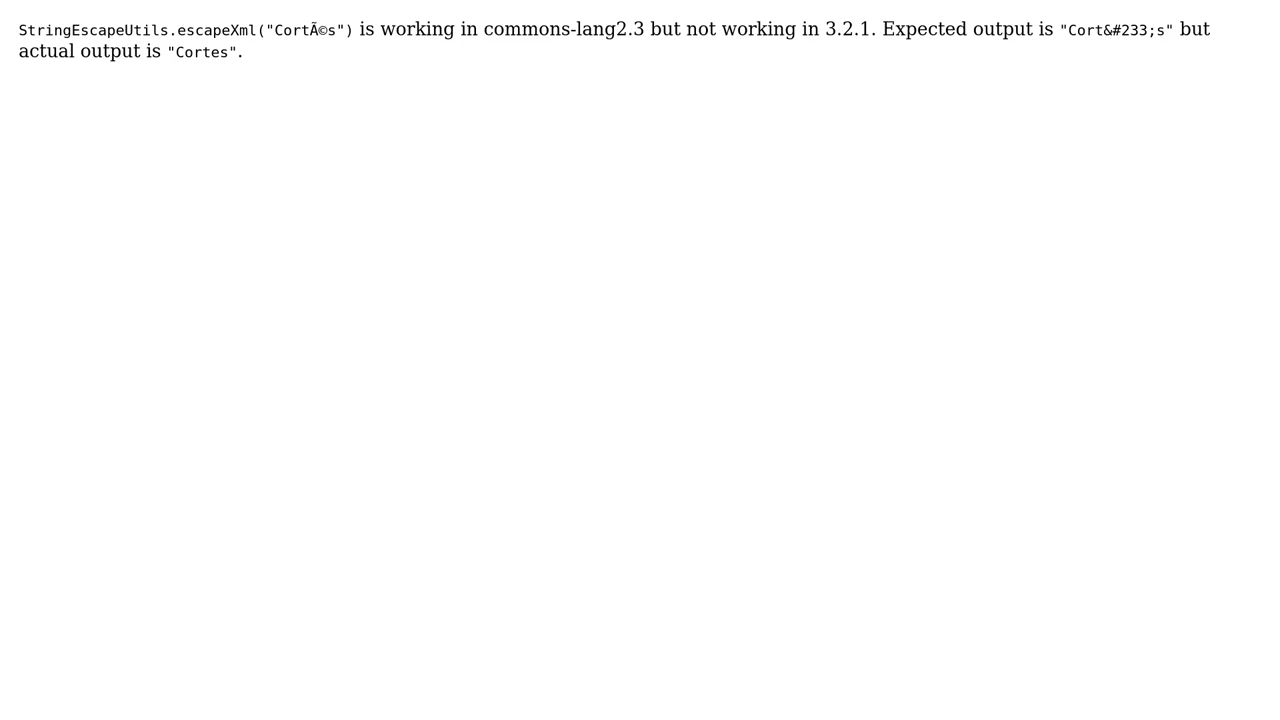 StringEscapeUtils.escapeXml("CortÃ©s") is working in commons-lang2.3 but not working in 3.2.1. Expected output is "Cort&#233;s" but
actual output is "Cortes".